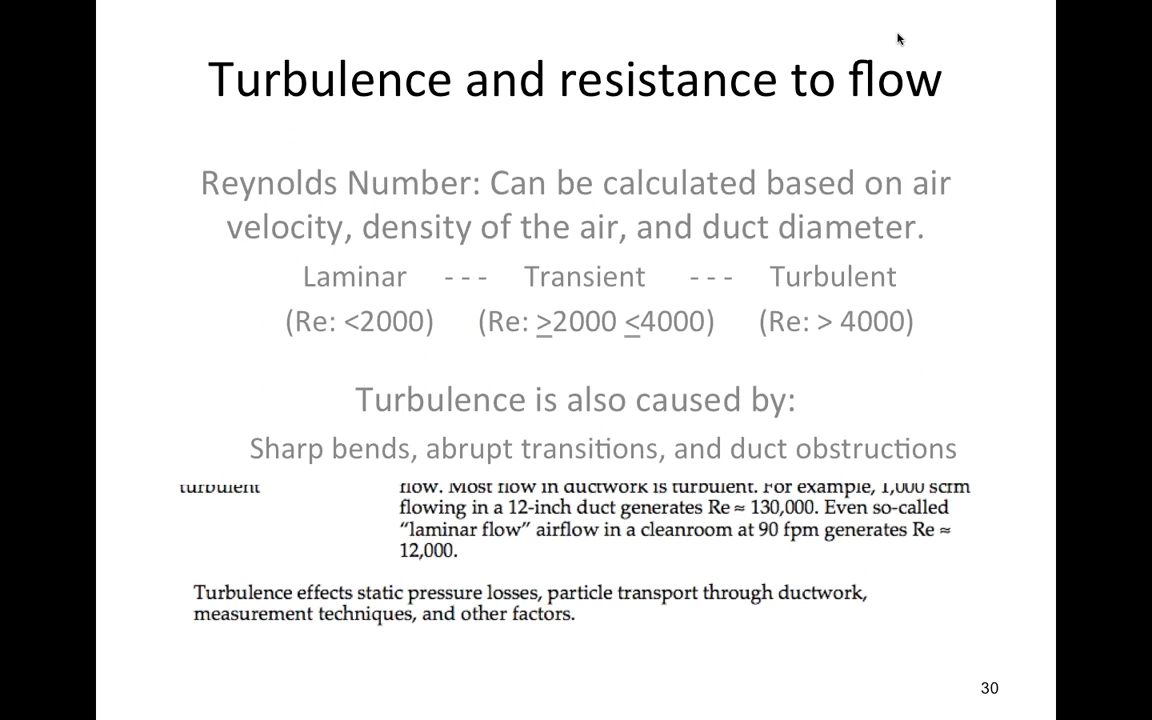 Turbulence and resistance to flow
Reynolds Number: Can be calculated based on air
velocity, density of the air, and duct diameter.
Laminar - - - Transient - - - Turbulent
(Re: <2000) (Re: ≥2000 ≤4000) (Re: > 4000)
Turbulence is also caused by:
Sharp bends, abrupt transitions, and duct obstructions
turbulent flow. Most flow in ductwork is turbulent. For example, 1,000 scfm
flowing in a 12-inch duct generates Re ≈ 130,000. Even so-called
“laminar flow” airflow in a cleanroom at 90 fpm generates Re ≈
12,000.
Turbulence effects static pressure losses, particle transport through ductwork,
measurement techniques, and other factors.
30